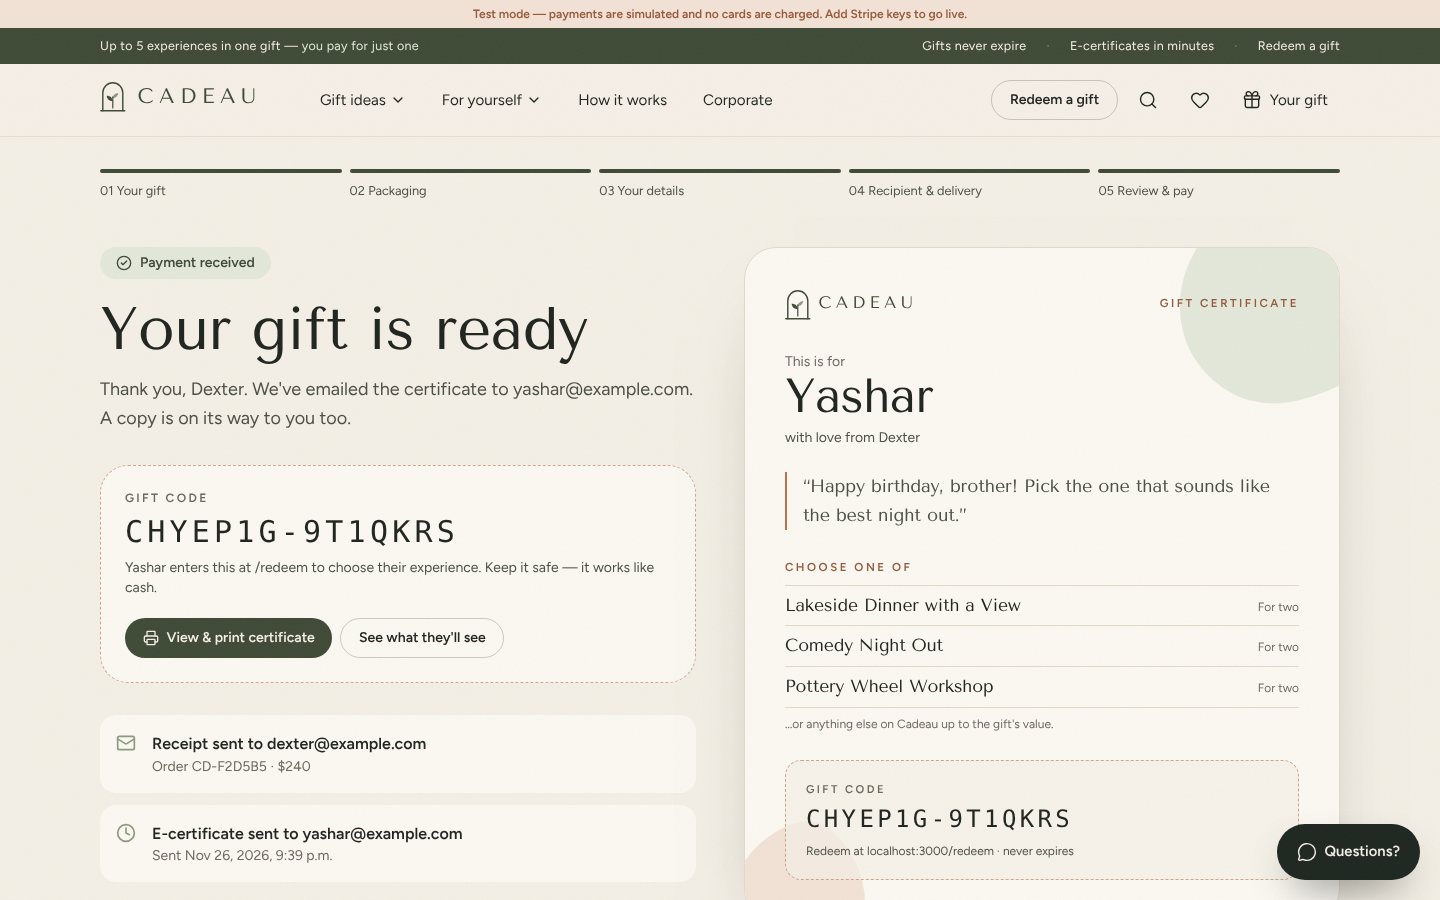 Test mode — payments are simulated and no cards are charged. Add Stripe keys to go live.
Up to 5 experiences in one gift — you pay for just one
Gifts never expire · E-certificates in minutes · Redeem a gift
CADEAU
Gift ideas
For yourself
How it works
Corporate
Redeem a gift
Your gift
01 Your gift
02 Packaging
03 Your details
04 Recipient & delivery
05 Review & pay
Payment received
Your gift is ready
Thank you, Dexter. We've emailed the certificate to yashar@example.com.
A copy is on its way to you too.
GIFT CODE
CHYEP1G-9T1QKRS
Yashar enters this at /redeem to choose their experience. Keep it safe — it works like
cash.
View & print certificate
See what they'll see
Receipt sent to dexter@example.com
Order CD-F2D5B5 · $240
E-certificate sent to yashar@example.com
Sent Nov 26, 2026, 9:39 p.m.
CADEAU
GIFT CERTIFICATE
This is for
Yashar
with love from Dexter
“Happy birthday, brother! Pick the one that sounds like
the best night out.”
CHOOSE ONE OF
Lakeside Dinner with a View For two
Comedy Night Out For two
Pottery Wheel Workshop For two
…or anything else on Cadeau up to the gift's value.
GIFT CODE
CHYEP1G-9T1QKRS
Redeem at localhost:3000/redeem · never expires
Questions?